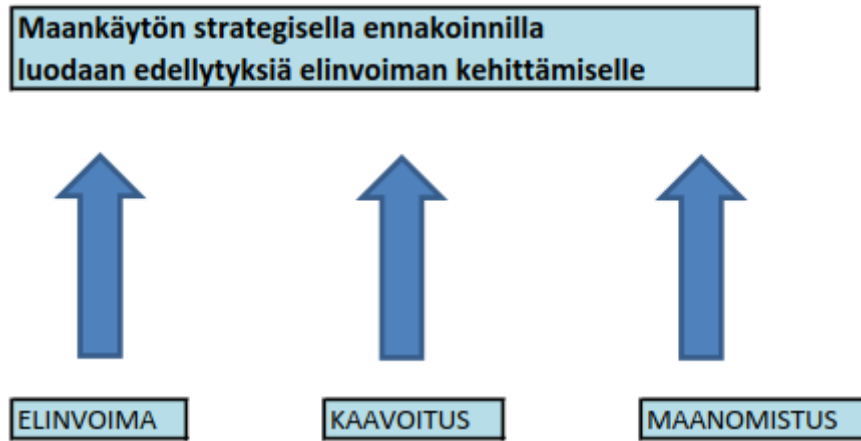 Maankäytön strategisella ennakoinnilla
luodaan edellytyksiä elinvoiman kehittämiselle
ELINVOIMA
KAAVOITUS
MAANOMISTUS